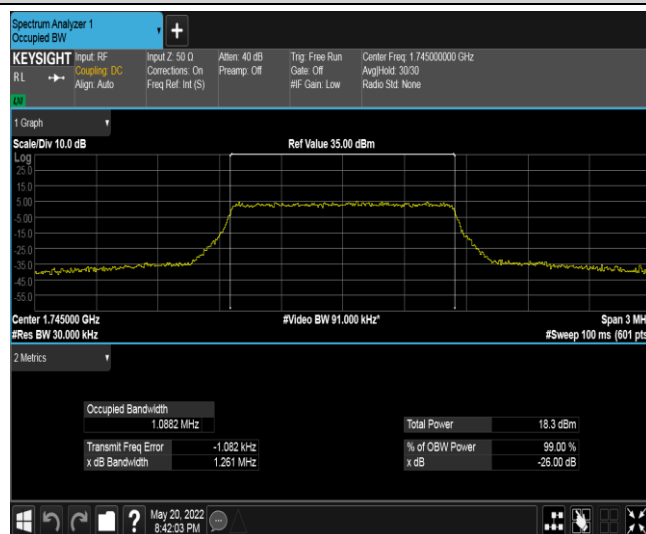 Spectrum Analyzer 1
Occupied BW
+
KEYSIGHT
R L
LXI
Input: RF
Coupling: DC
Align: Auto
Input Z: 50 Ω
Corrections: On
Freq Ref: Int (S)
Atten: 40 dB
Preamp: Off
Trig: Free Run
Gate: Off
#IF Gain: Low
Center Freq: 1.745000000 GHz
Avg|Hold: 30/30
Radio Std: None
1 Graph
Scale/Div 10.0 dB
Ref Value 35.00 dBm
Log
25.0
15.0
5.00
-5.00
-15.0
-25.0
-35.0
-45.0
-55.0
Center 1.745000 GHz
#Video BW 91.000 kHz*
Span 3 MH
#Res BW 30.000 kHz
#Sweep 100 ms (601 pts
2 Metrics
Occupied Bandwidth
1.0882 MHz
Total Power 18.3 dBm
Transmit Freq Error -1.082 kHz
% of OBW Power 99.00 %
x dB Bandwidth 1.261 MHz
x dB -26.00 dB
?
May 20, 2022
8:42:03 PM